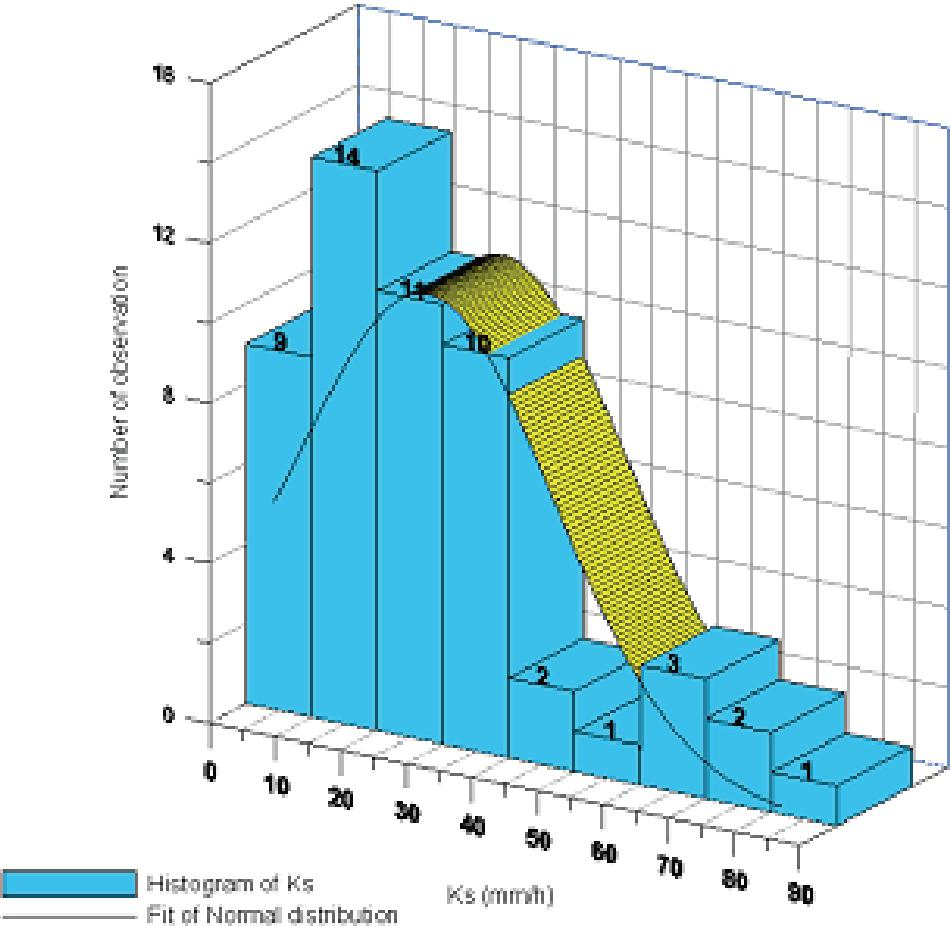 16
14
12
11
10
9
8
4
3
2
2
1
1
0
0 10 20 30 40 50 60 70 80 90
Number of observation
Ks (mm/h)
Histogram of Ks
Fit of Normal distribution